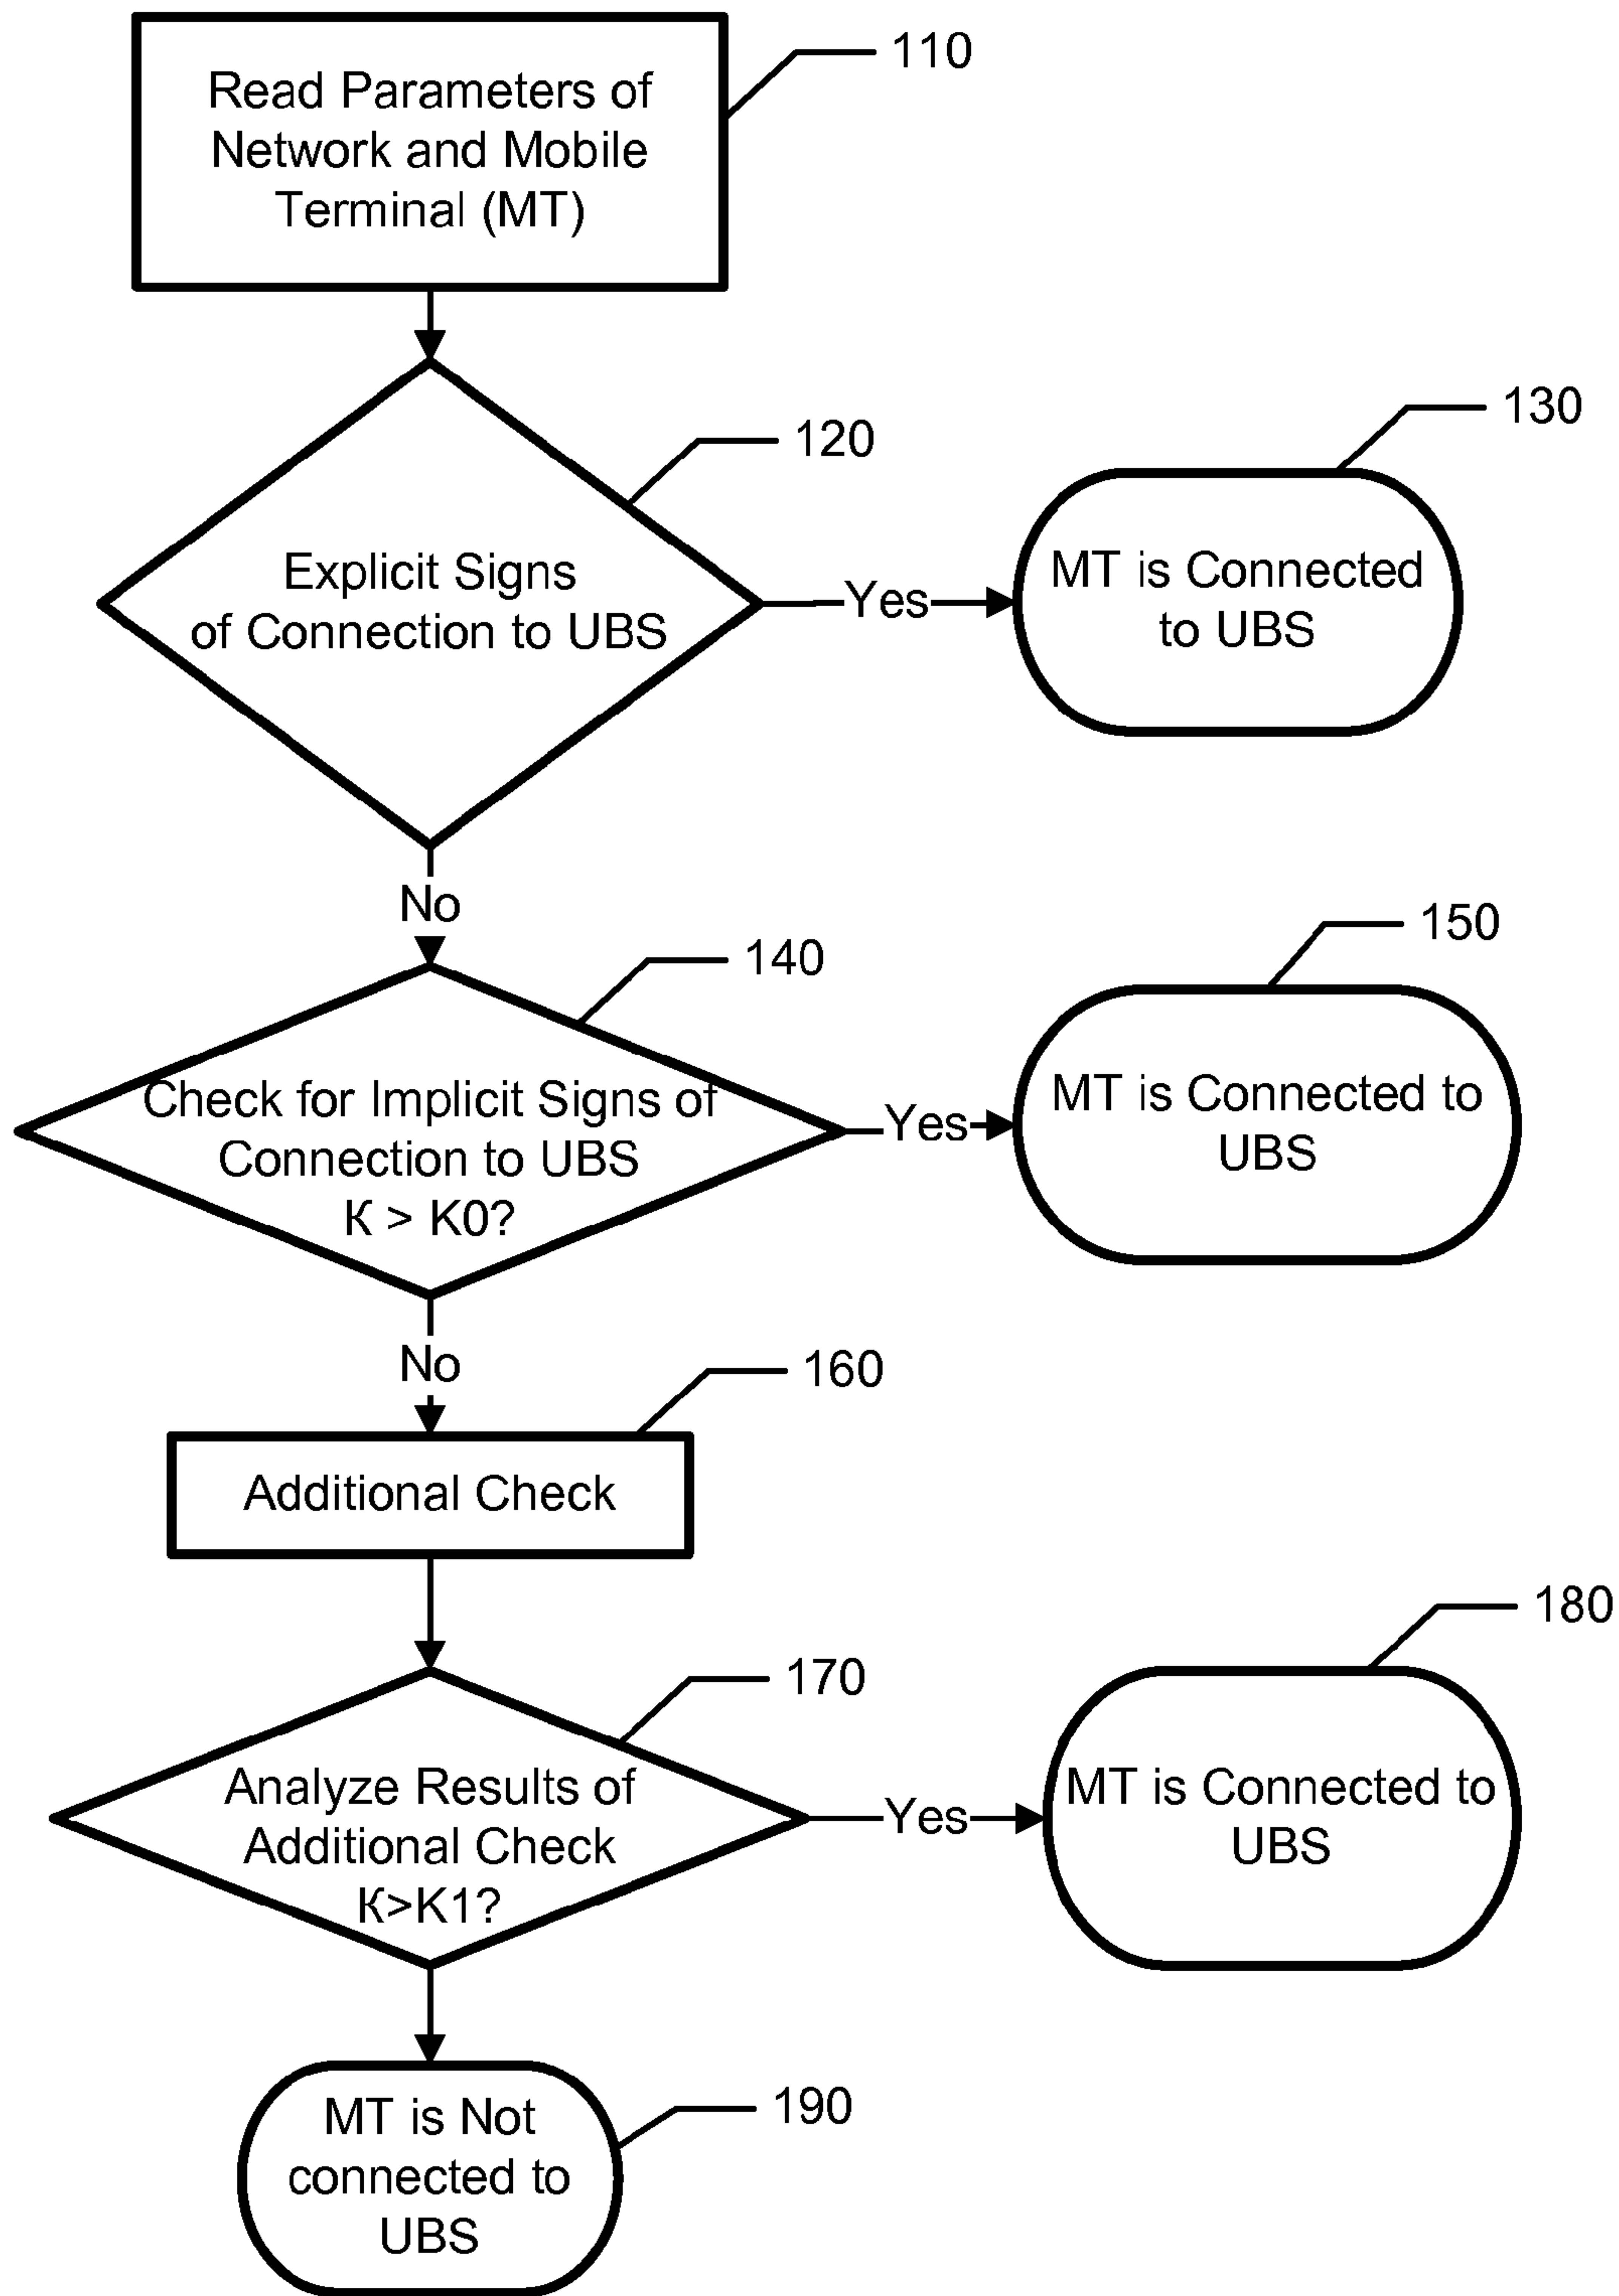 Read Parameters of
Network and Mobile
Terminal (MT)
110
120
Explicit Signs
of Connection to UBS
Yes
130
MT is Connected
to UBS
No
140
Check for Implicit Signs of
Connection to UBS
К > K0?
Yes
150
MT is Connected to
UBS
No
160
Additional Check
170
Analyze Results of
Additional Check
К>K1?
Yes
180
MT is Connected to
UBS
190
MT is Not
connected to
UBS